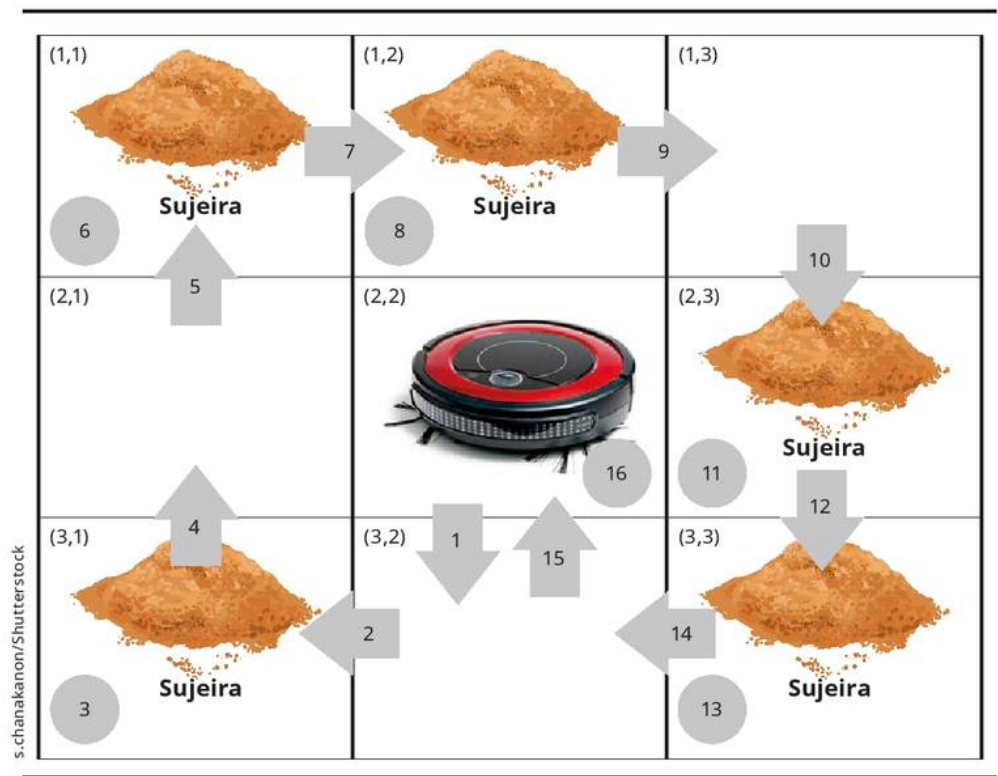 (1,1) (1,2) (1,3)
7 9
Sujeira Sujeira
6 8
10
5
(2,1) (2,2) (2,3)
Sujeira
16 11
12
4
(3,1) (3,2) (3,3)
1 15
2 14
Sujeira Sujeira
3 13
s.chanakanon/Shutterstock